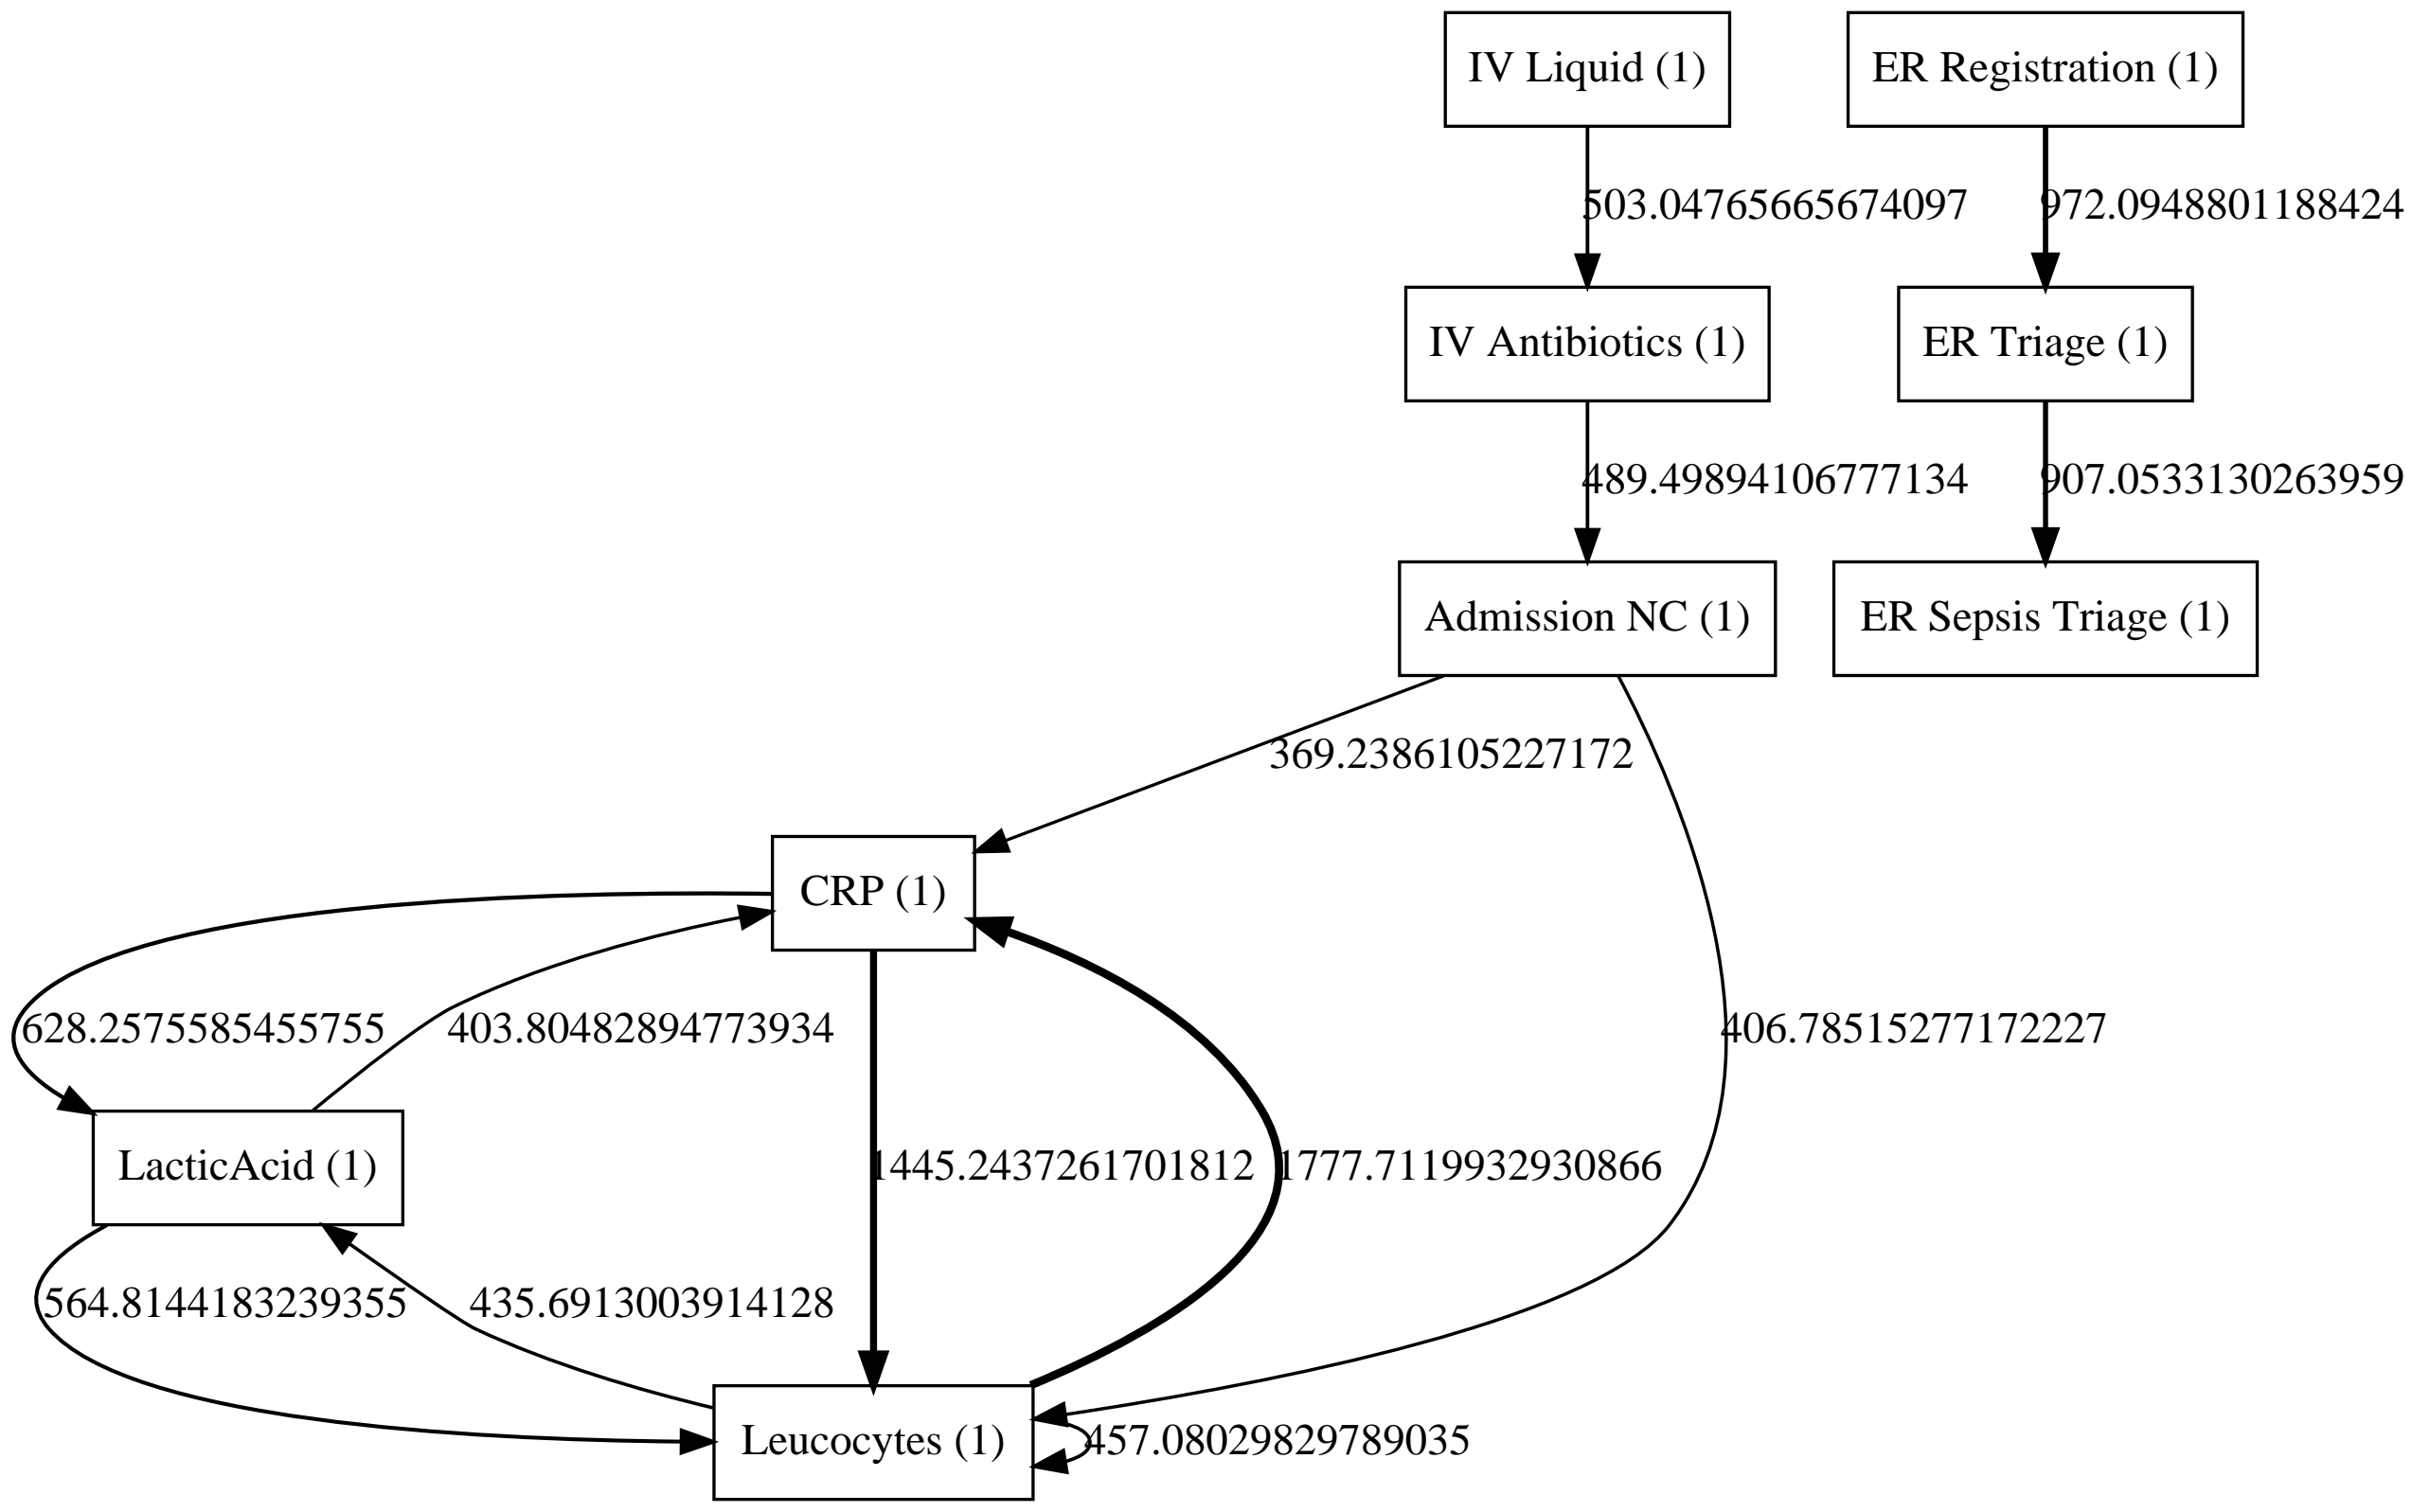 IV Liquid (1)
ER Registration (1)
503.04765665674097
972.0948801188424
IV Antibiotics (1)
ER Triage (1)
489.49894106777134
907.0533130263959
Admission NC (1)
ER Sepsis Triage (1)
369.2386105227172
CRP (1)
628.2575585455755
403.80482894773934
406.78515277172227
LacticAcid (1)
1445.2437261701812
1777.7119932930866
564.8144183239355
435.6913003914128
Leucocytes (1)
457.08029829789035